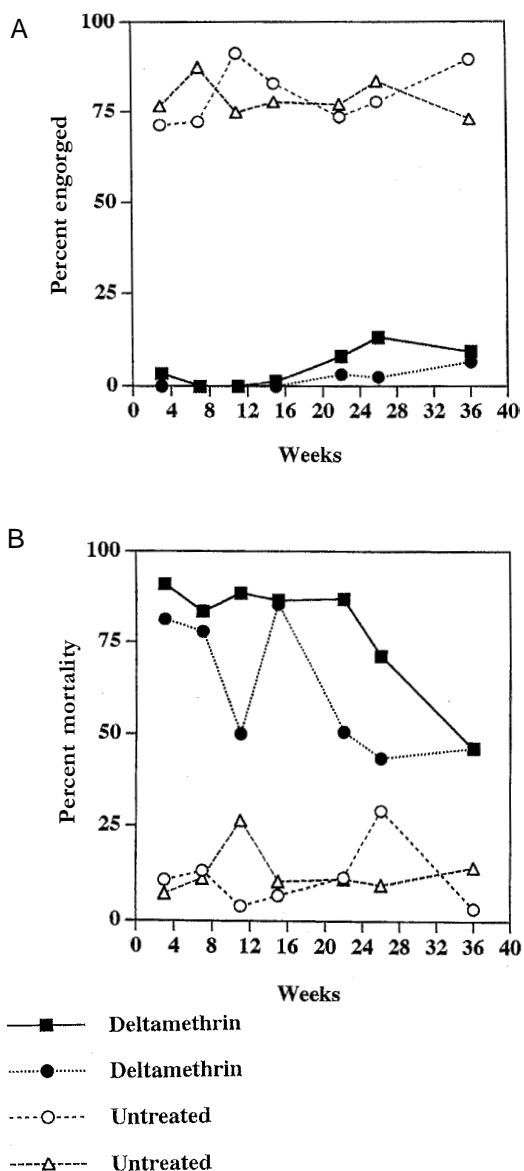 A
100
75
50
25
0
Percent engorged
0 4 8 12 16 20 24 28 32 36 40
Weeks
B
100
75
50
25
0
Percent mortality
0 4 8 12 16 20 24 28 32 36 40
Weeks
Deltamethrin
Deltamethrin
Untreated
Untreated